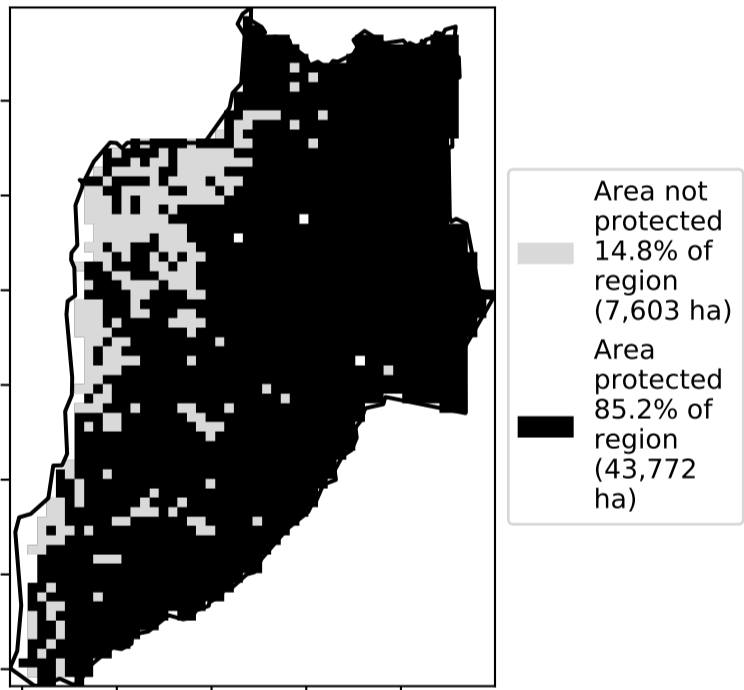 Area not
protected
14.8% of
region
(7,603 ha)
Area
protected
85.2% of
region
(43,772
ha)